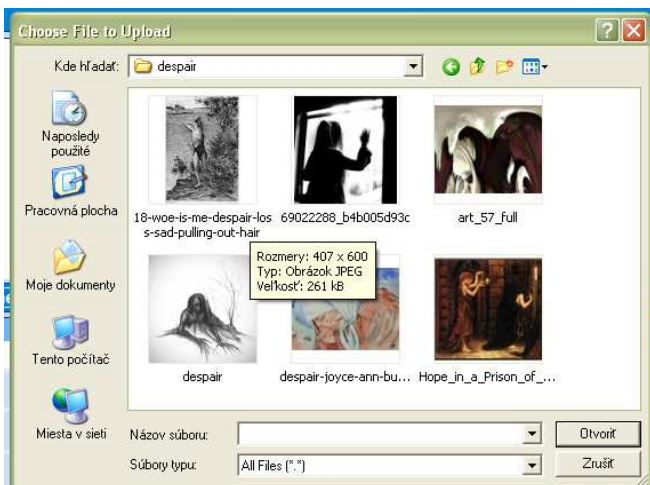 Choose File to Upload
Kde hľadať:
despair
Naposledy
použité
Pracovná plocha
Moje dokumenty
Tento počítač
Miesta v sieti
18-woe-is-me-despair-los
s-sad-pulling-out-hair
69022288_b4b005d93c
art_57_full
Rozmery: 407 x 600
Typ: Obrázok JPEG
Veľkosť: 261 kB
despair
despair-joyce-ann-bu...
Hope_in_a_Prison_of_...
Názov súboru:
Otvoriť
Súbory typu:
All Files (*.*)
Zrušiť